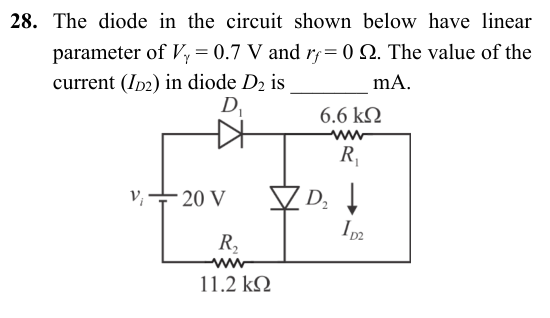 28. The diode in the circuit shown below have linear
parameter of Vγ = 0.7 V and rf = 0 Ω. The value of the
current (ID2) in diode D2 is ________ mA.
D1
6.6 kΩ
R1
Vi
20 V
D2
ID2
R2
11.2 kΩ